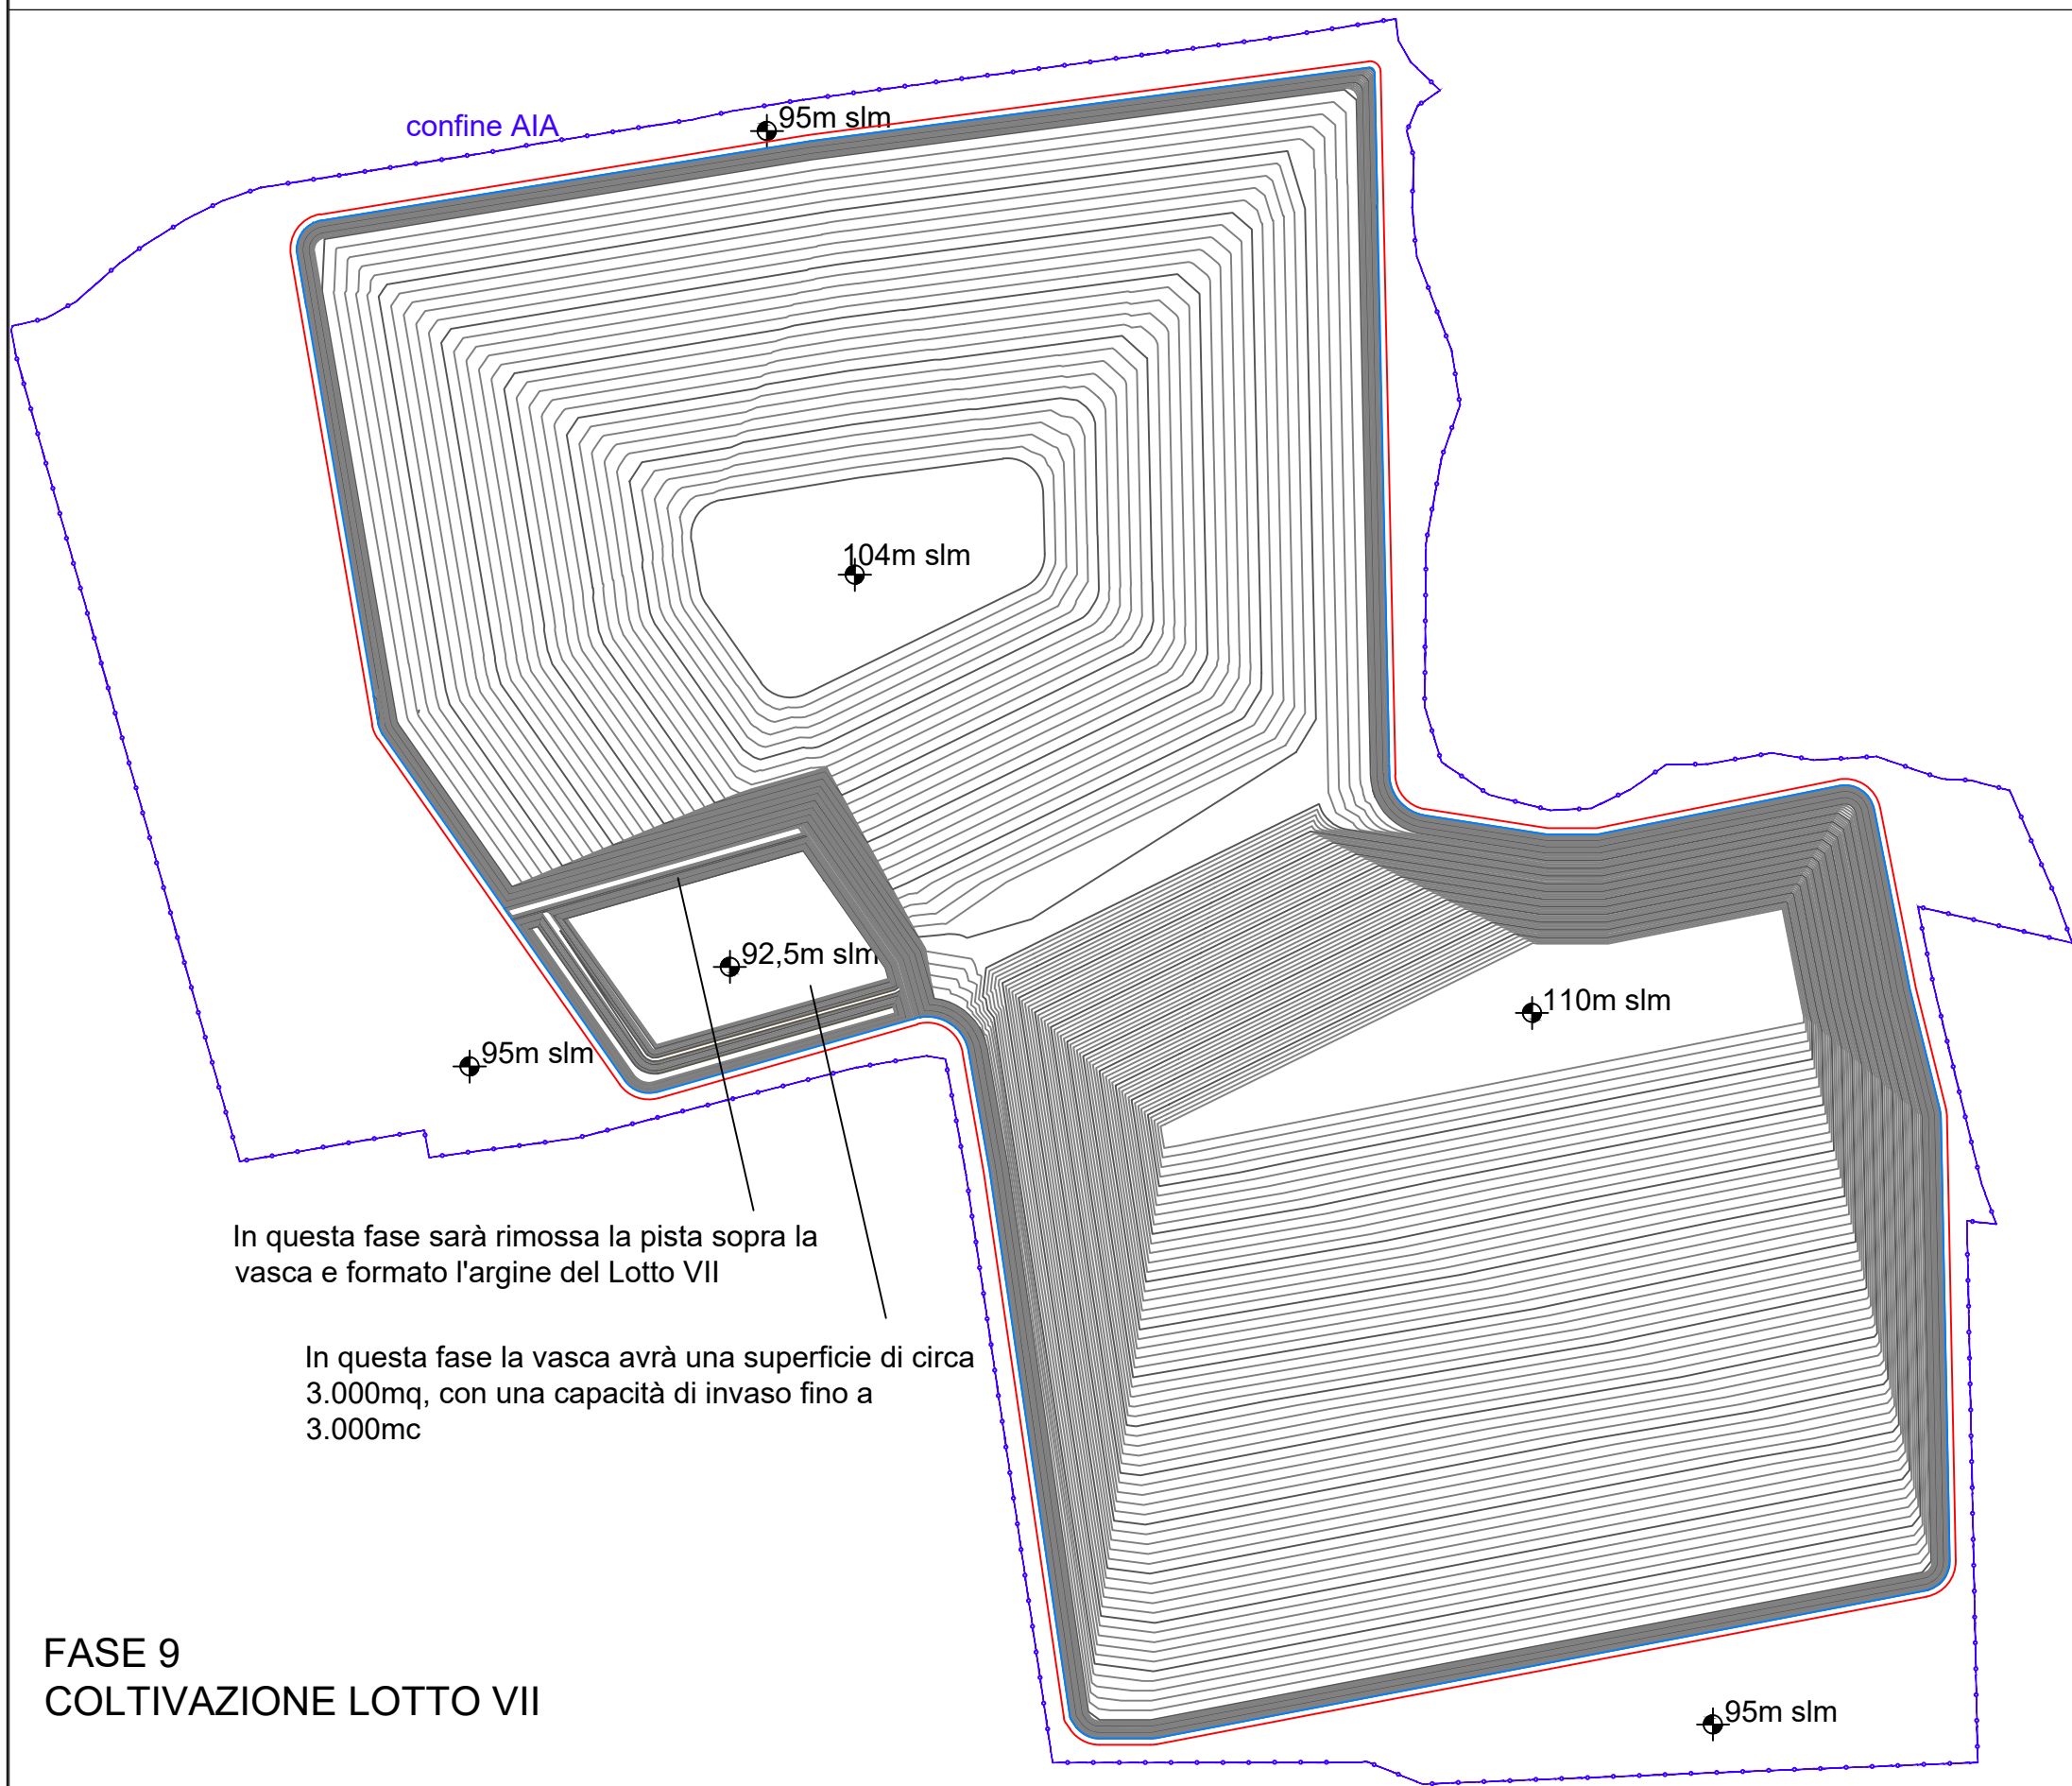 confine AIA
95m slm
104m slm
92,5m slm
110m slm
95m slm
In questa fase sarà rimossa la pista sopra la
vasca e formato l'argine del Lotto VII
In questa fase la vasca avrà una superficie di circa
3.000mq, con una capacità di invaso fino a
3.000mc
FASE 9
COLTIVAZIONE LOTTO VII
95m slm